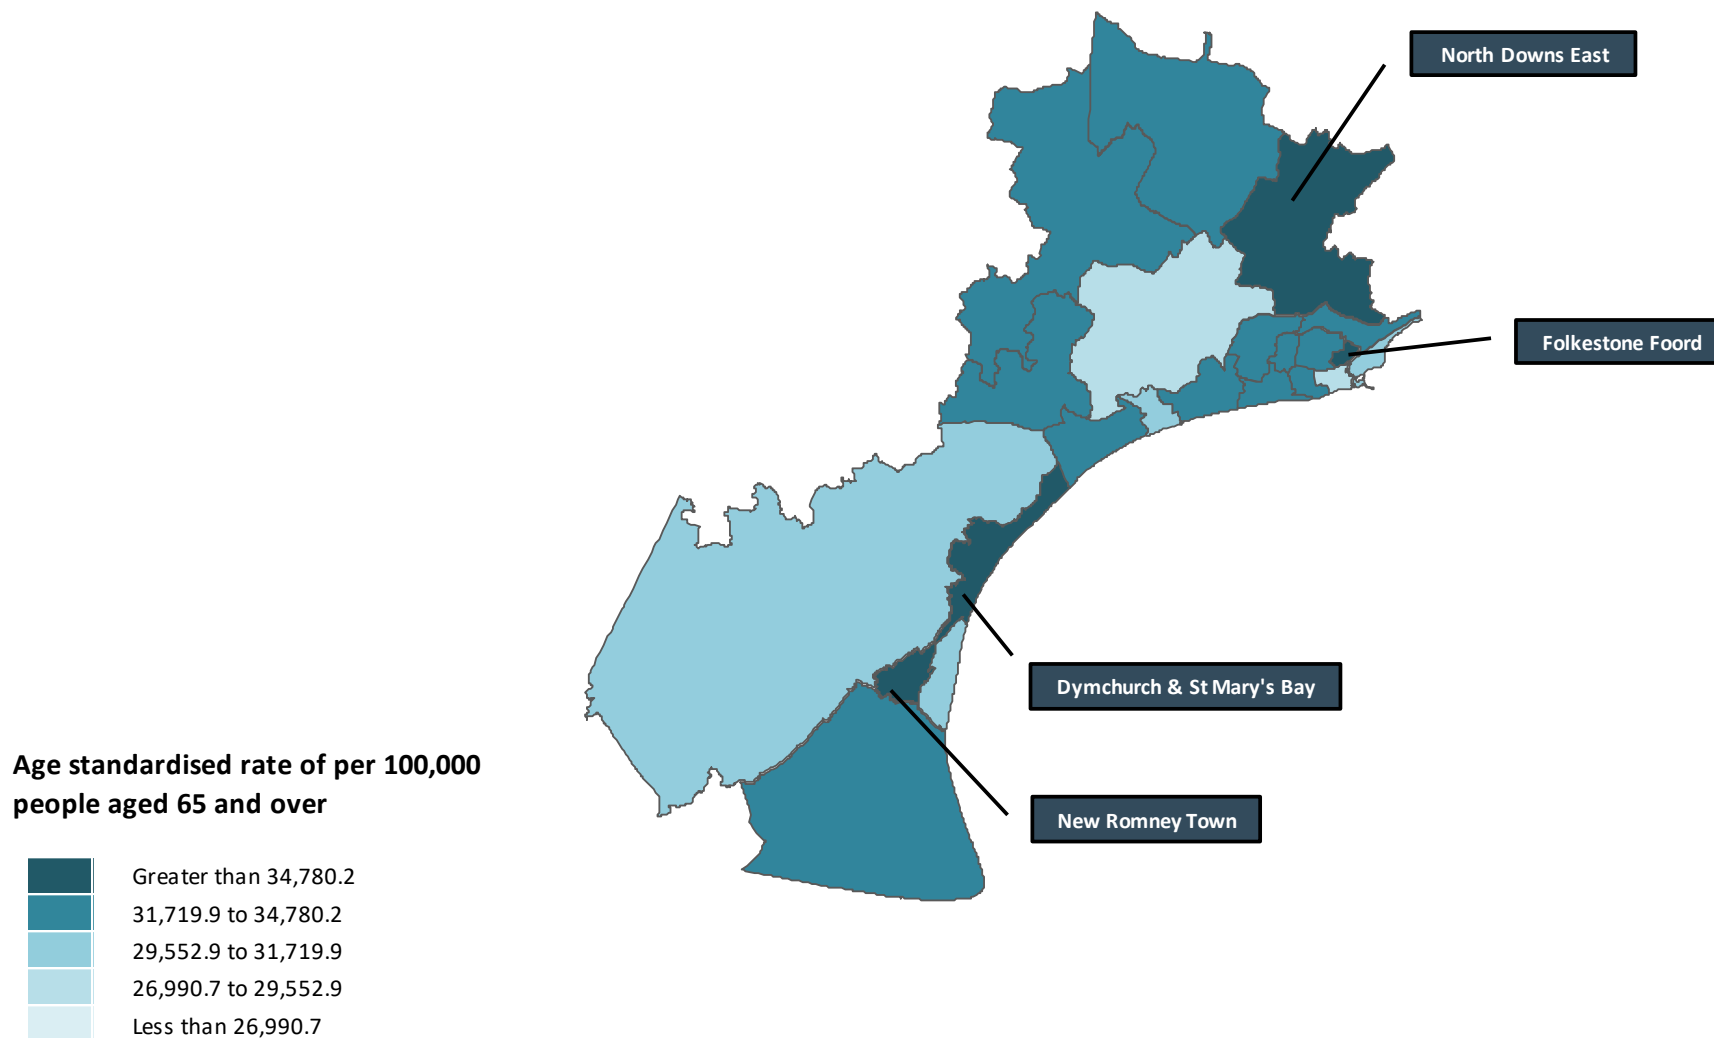 North Downs East
Folkestone Foord
Dymchurch & St Mary's Bay
New Romney Town
Age standardised rate of per 100,000
people aged 65 and over
Greater than 34,780.2
31,719.9 to 34,780.2
29,552.9 to 31,719.9
26,990.7 to 29,552.9
Less than 26,990.7